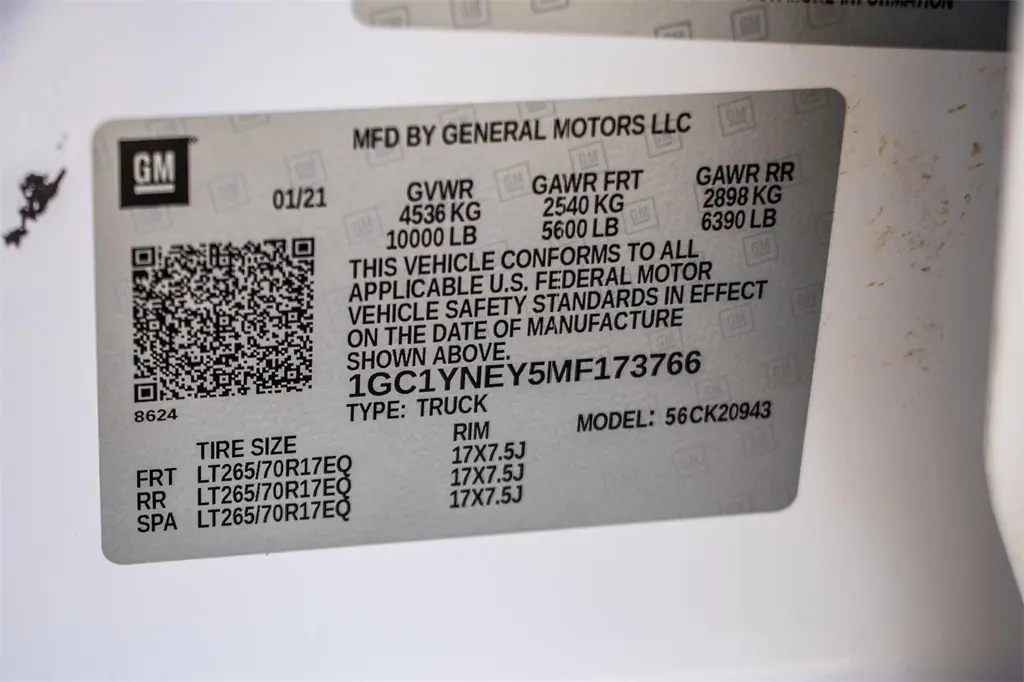 FOR MORE INFORMATION
MFD BY GENERAL MOTORS LLC
GM
01/21
GVWR
4536 KG
10000 LB
GAWR FRT
2540 KG
5600 LB
GAWR RR
2898 KG
6390 LB
THIS VEHICLE CONFORMS TO ALL
APPLICABLE U.S. FEDERAL MOTOR
VEHICLE SAFETY STANDARDS IN EFFECT
ON THE DATE OF MANUFACTURE
SHOWN ABOVE.
1GC1YNEY5MF173766
8624
TYPE: TRUCK
MODEL: 56CK20943
TIRE SIZE RIM
FRT LT265/70R17EQ 17X7.5J
RR LT265/70R17EQ 17X7.5J
SPA LT265/70R17EQ 17X7.5J